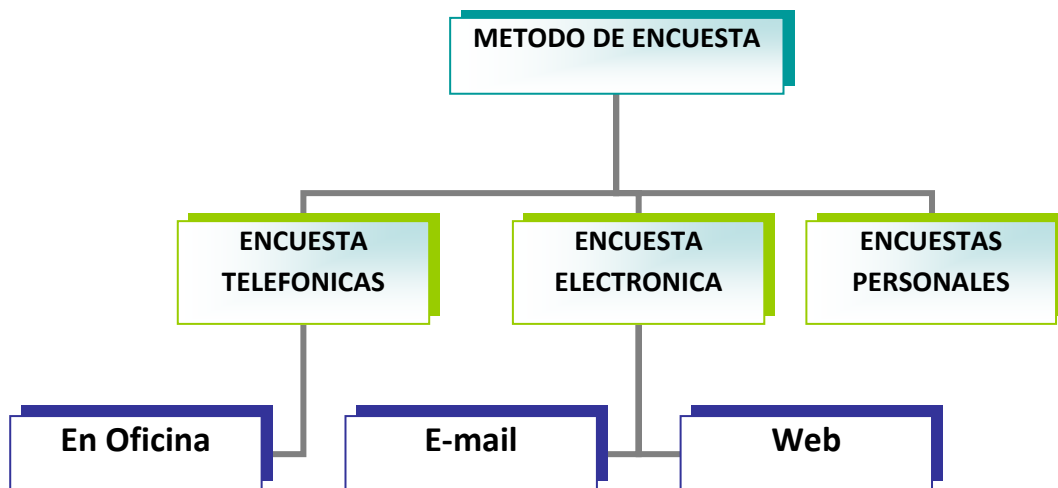 METODO DE ENCUESTA
ENCUESTA
TELEFONICAS
ENCUESTA
ELECTRONICA
ENCUESTAS
PERSONALES
En Oficina
E-mail
Web